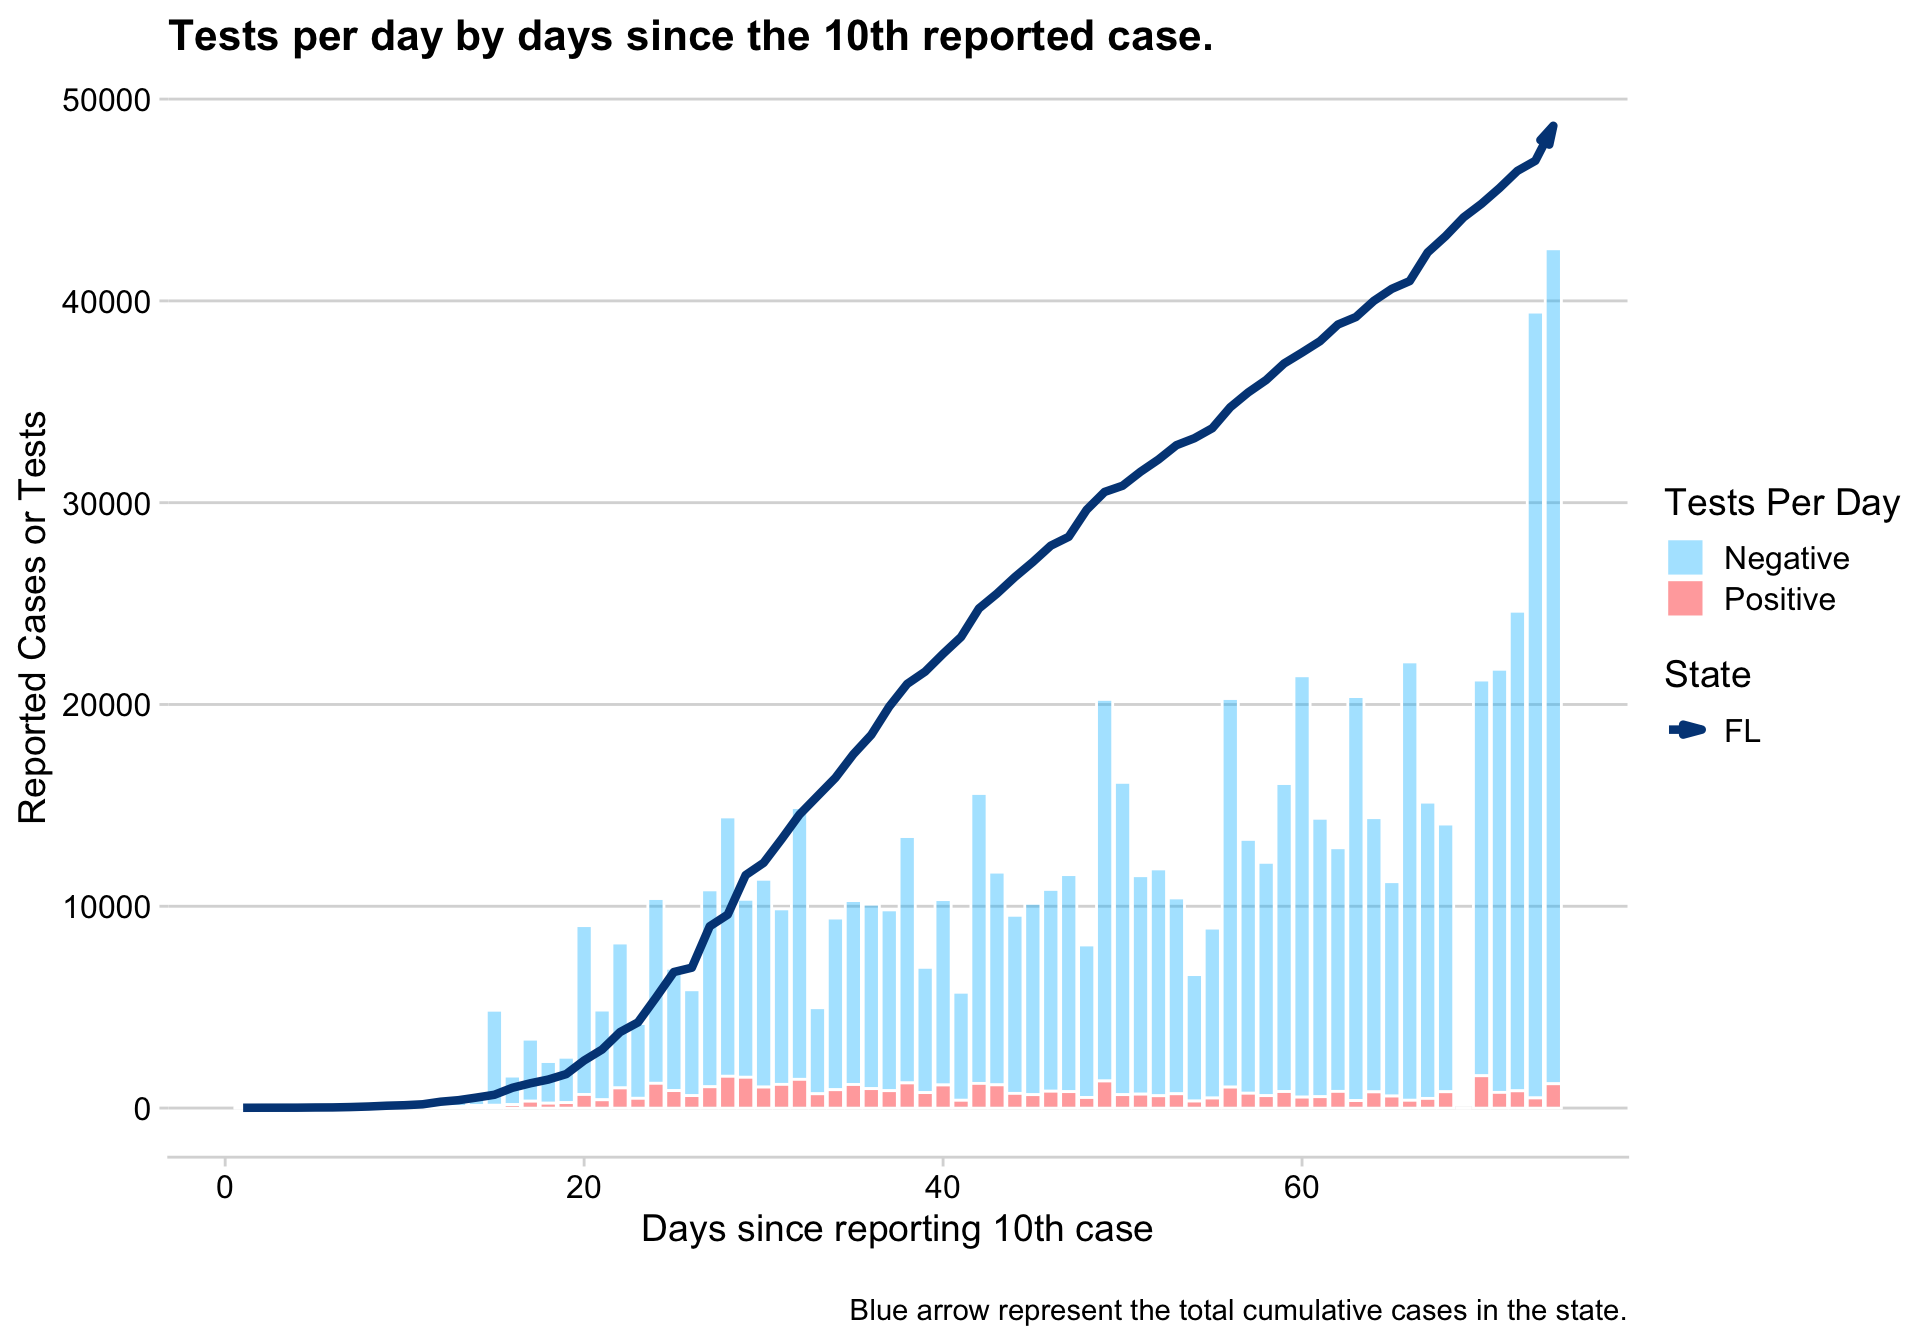 Tests per day by days since the 10th reported case.
50000
40000
30000
20000
10000
0
Reported Cases or Tests
0
20
40
60
Days since reporting 10th case
Tests Per Day
Negative
Positive
State
FL
Blue arrow represent the total cumulative cases in the state.